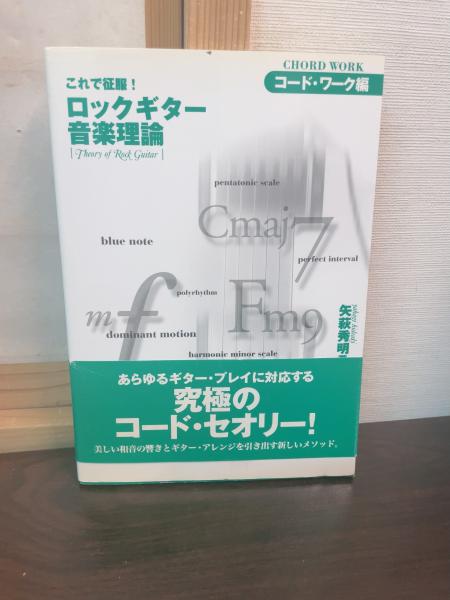 CHORD WORK
コード・ワーク編
これで征服！
ロックギター
音楽理論
Theory of Rock Guitar
pentatonic scale
Cmaj7
blue note
perfect interval
polyrhythm
mf
Fm9
dominant motion
harmonic minor scale
矢萩秀明
あらゆるギター・プレイに対応する
究極の
コード・セオリー！
美しい和音の響きとギター・アレンジを引き出す新しいメソッド。